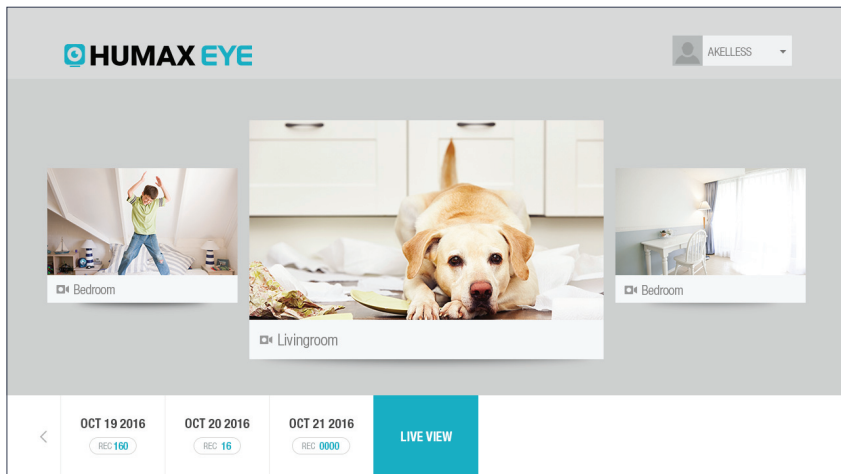 HUMAX EYE
AKELLESS
Bedroom
Livingroom
Bedroom
OCT 19 2016
REC 160
OCT 20 2016
REC 16
OCT 21 2016
REC 0000
LIVE VIEW